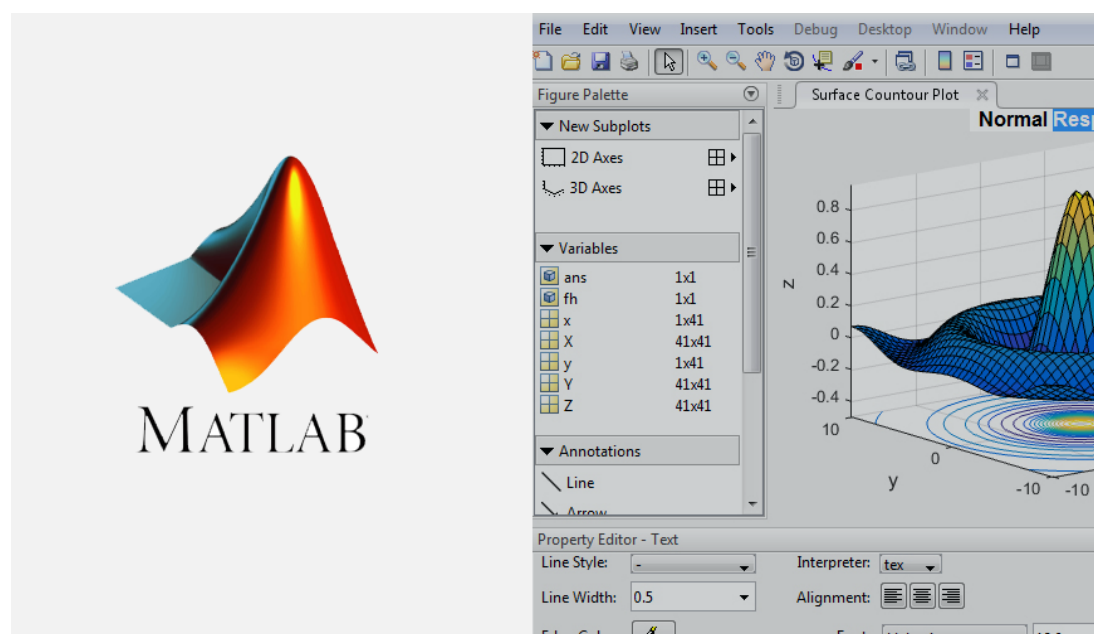 MATLAB
File Edit View Insert Tools Debug Desktop Window Help
Figure Palette
Surface Countour Plot
Normal Resp
New Subplots
2D Axes
3D Axes
Variables
ans 1x1
fh 1x1
x 1x41
X 41x41
y 1x41
Y 41x41
Z 41x41
Annotations
Line
Arrow
0.8
0.6
0.4
0.2
0
-0.2
-0.4
z
10
0
-10
-10
y
Property Editor - Text
Line Style: -
Interpreter: tex
Line Width: 0.5
Alignment: